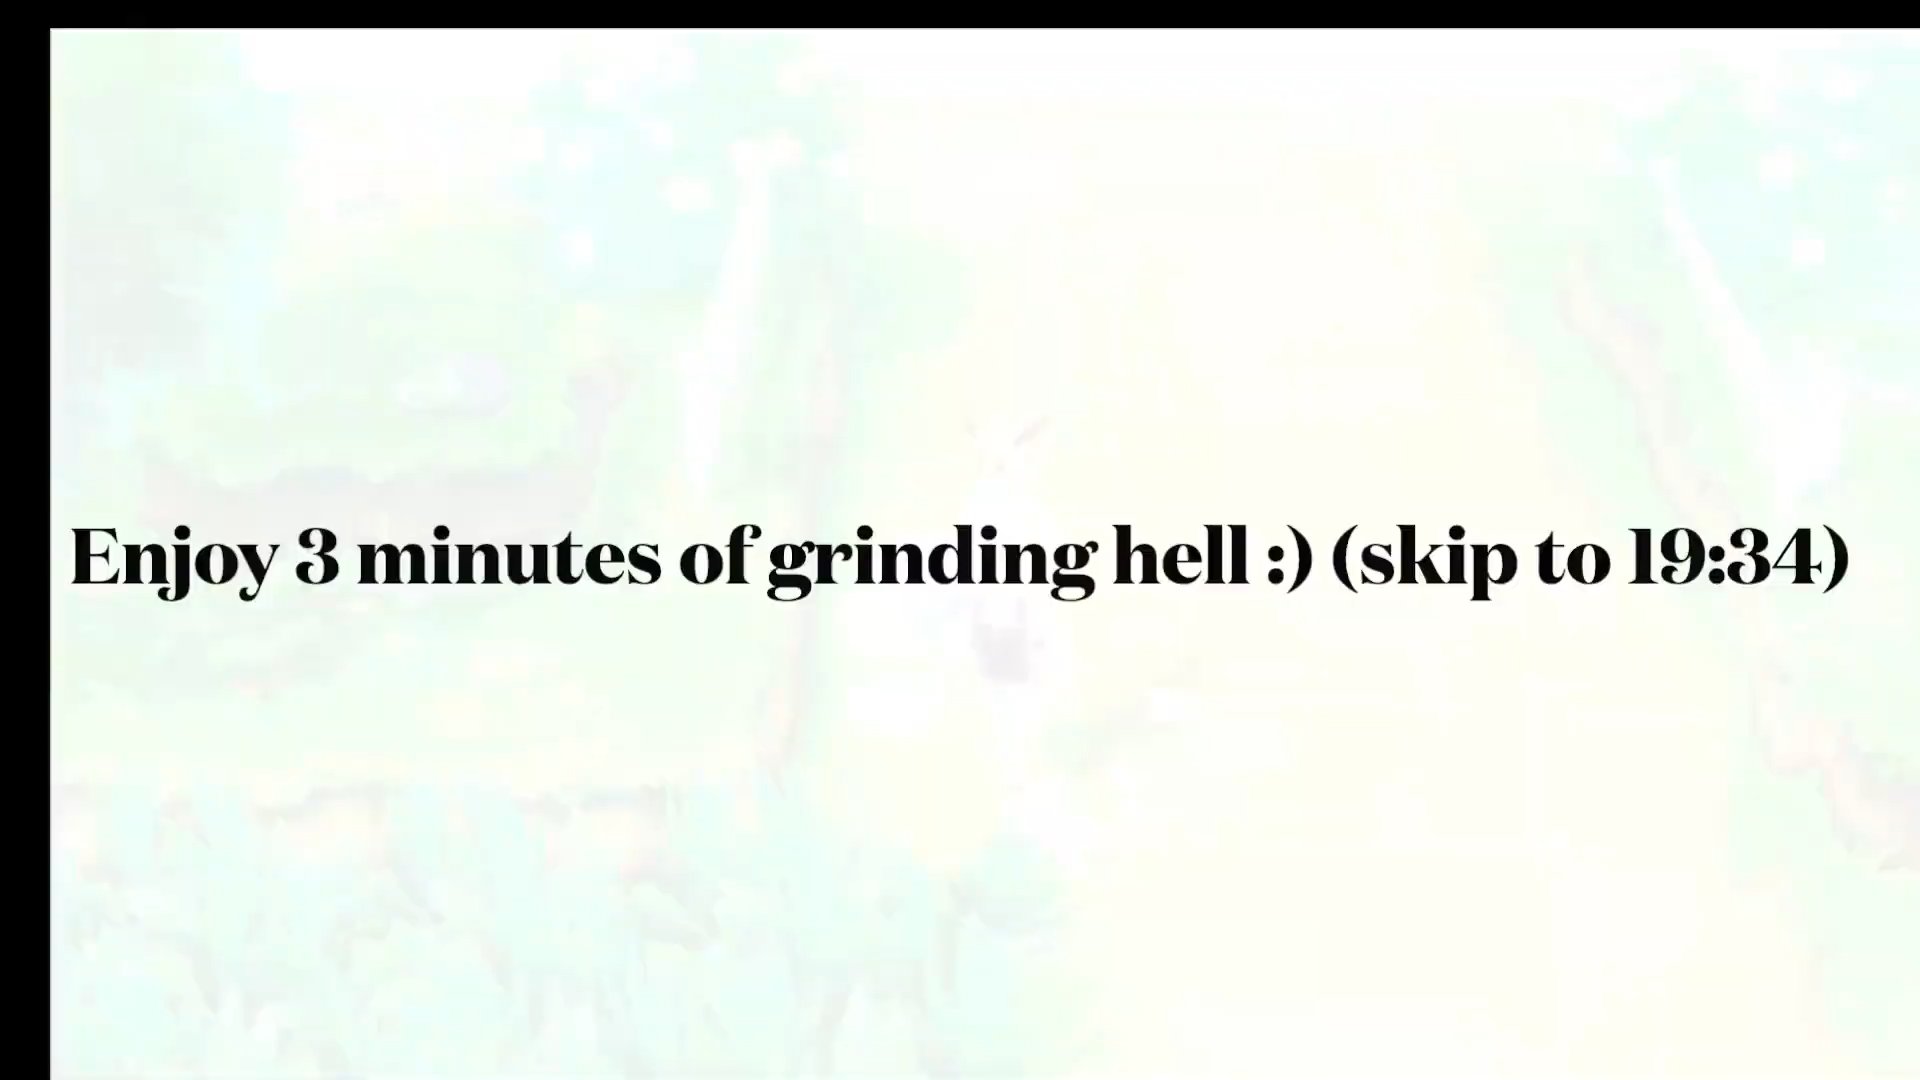 Enjoy 3 minutes of grinding hell :) (skip to 19:34)